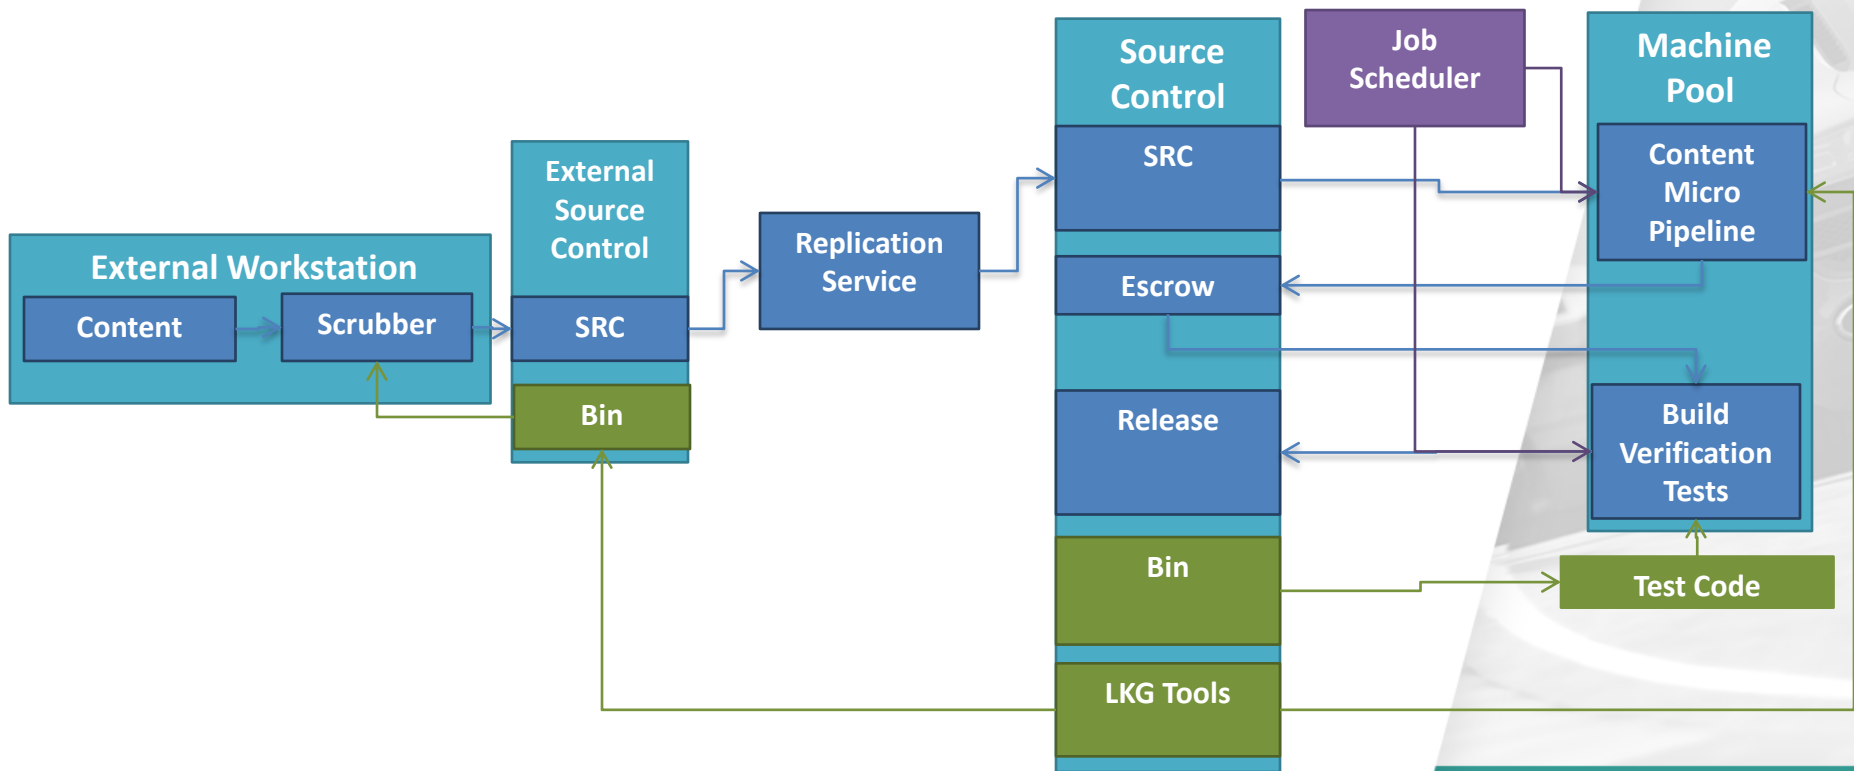 External Workstation
Content
Scrubber
External
Source
Control
SRC
Bin
Replication
Service
Source
Control
SRC
Escrow
Release
Bin
LKG Tools
Job
Scheduler
Machine
Pool
Content
Micro
Pipeline
Build
Verification
Tests
Test Code